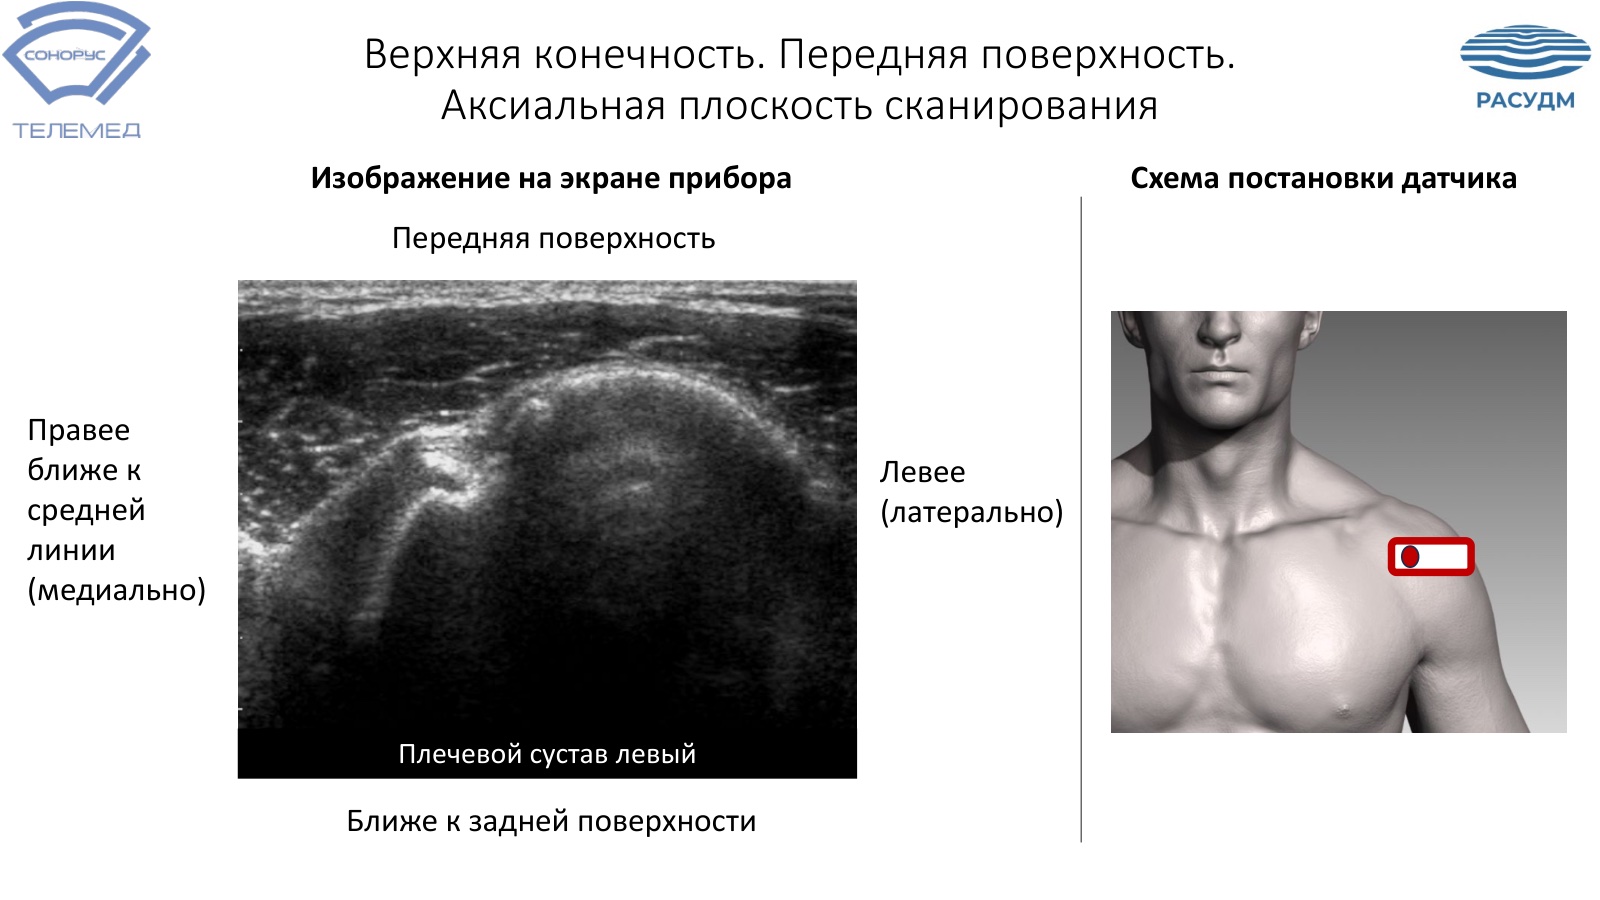 СОНОРУС
ТЕЛЕМЕД
Верхняя конечность. Передняя поверхность.
Аксиальная плоскость сканирования
РАСУДМ
Изображение на экране прибора
Передняя поверхность
Правее
ближе к
средней
линии
(медиально)
Левее
(латерально)
Плечевой сустав левый
Ближе к задней поверхности
Схема постановки датчика